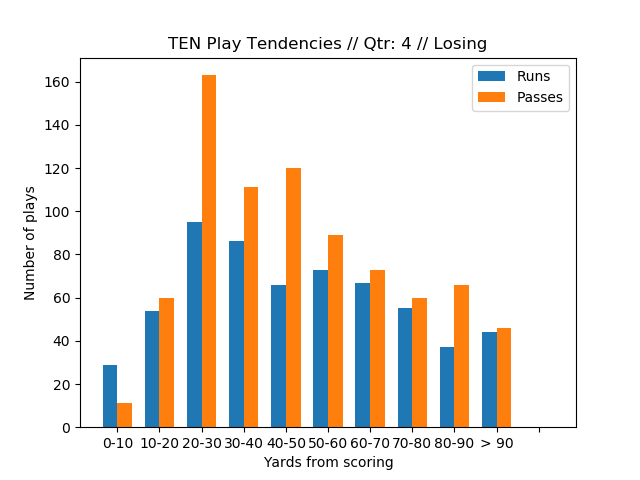 TEN Play Tendencies // Qtr: 4 // Losing
Runs
Passes
Number of plays
160
140
120
100
80
60
40
20
0
0-10 10-20 20-30 30-40 40-50 50-60 60-70 70-80 80-90 > 90
Yards from scoring